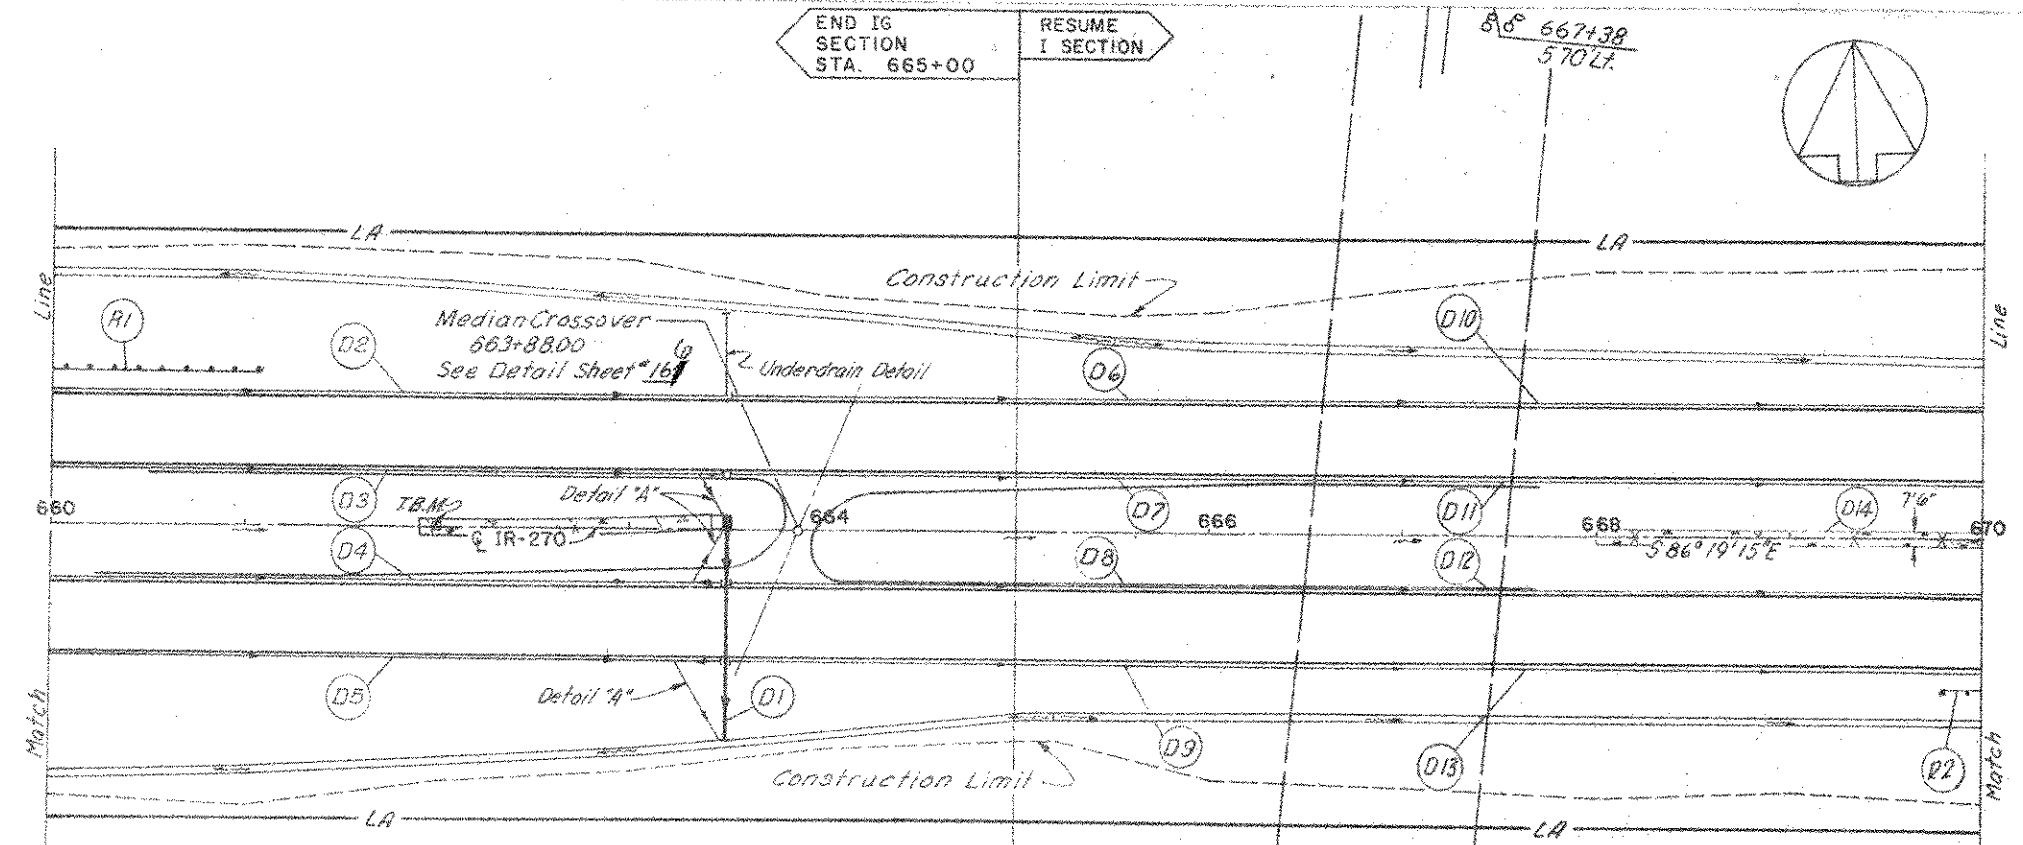 END IG
SECTION
STA. 665+00
RESUME
I SECTION
667+38
570'Lt.
LA
LA
Construction Limit
Line
R1
D2
Median Crossover
663+88.00
See Detail Sheet #16
Underdrain Detail
D6
D10
Line
660
D3
T.B.M.
Detail "A"
664
D7
666
D11
668
D14
7'6"
670
D4
℄ IR-270
D8
D12
S 86° 19' 15" E
D5
Detail "A"
D1
D9
D13
R2
Match
Construction Limit
Match
LA
LA